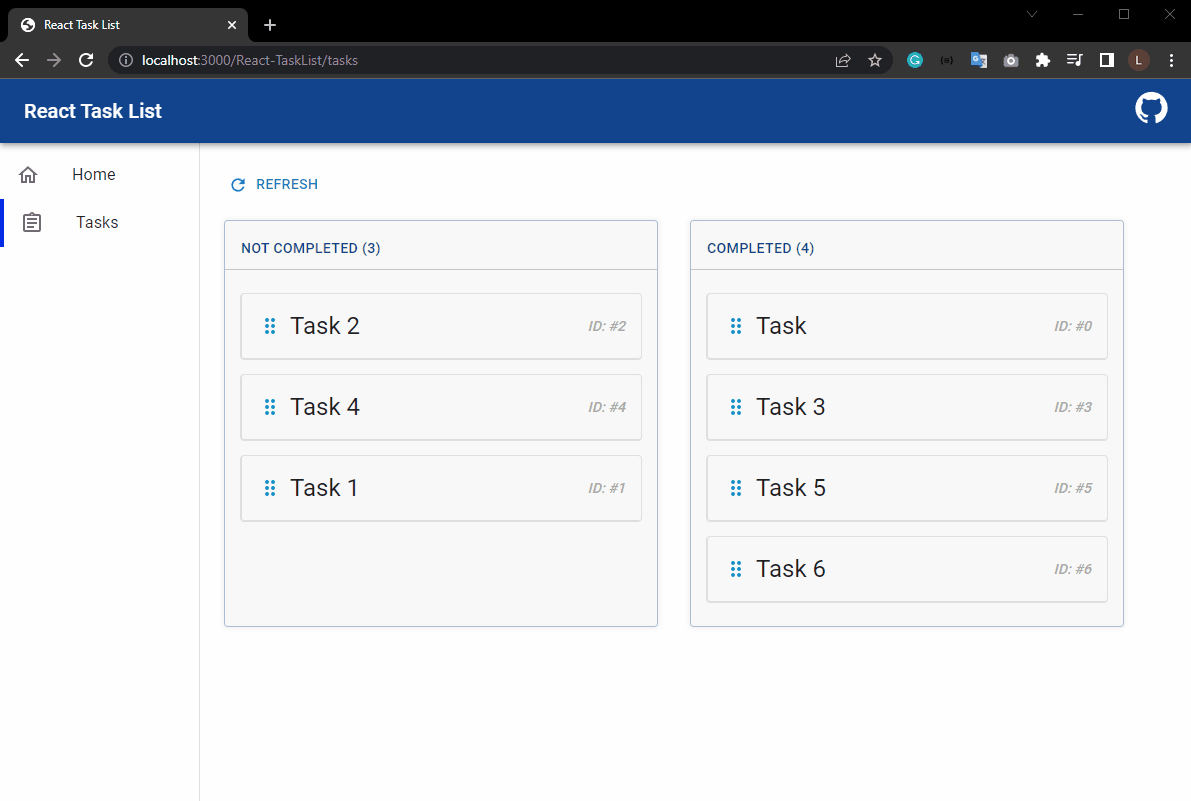 React Task List
localhost:3000/React-TaskList/tasks
L
React Task List
Home
Tasks
REFRESH
NOT COMPLETED (3)
Task 2 ID: #2
Task 4 ID: #4
Task 1 ID: #1
COMPLETED (4)
Task ID: #0
Task 3 ID: #3
Task 5 ID: #5
Task 6 ID: #6